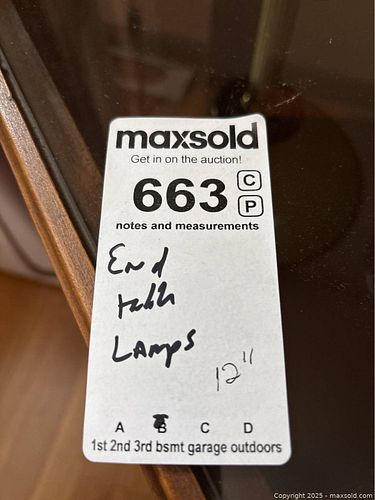 maxsold
Get in on the auction!
663 C
P
notes and measurements
End
table
Lamps
12"
A B C D
1st 2nd 3rd bsmt garage outdoors
Copyright 2025 - maxsold.com